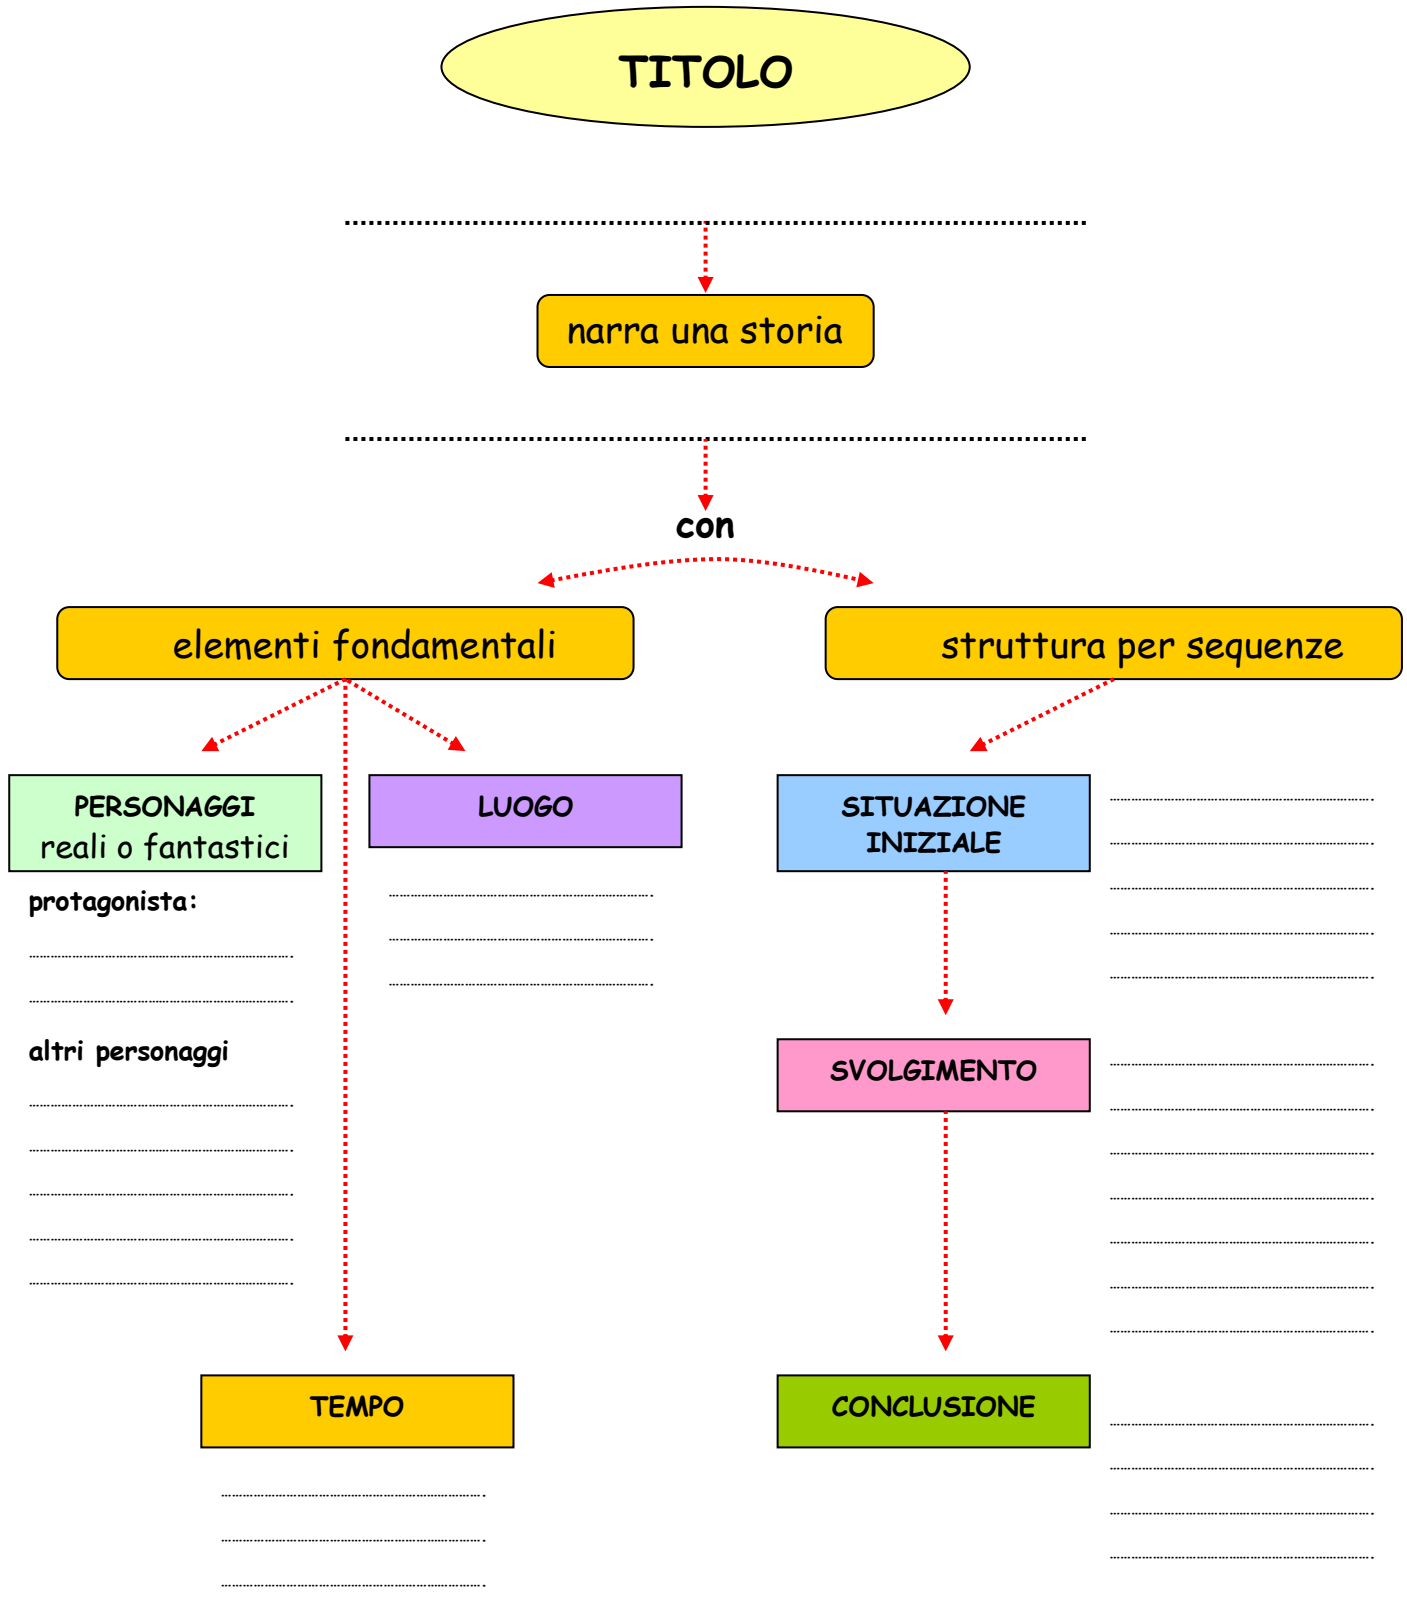 TITOLO
narra una storia
con
elementi fondamentali
struttura per sequenze
PERSONAGGI
reali o fantastici
LUOGO
SITUAZIONE
INIZIALE
protagonista:
altri personaggi
SVOLGIMENTO
TEMPO
CONCLUSIONE